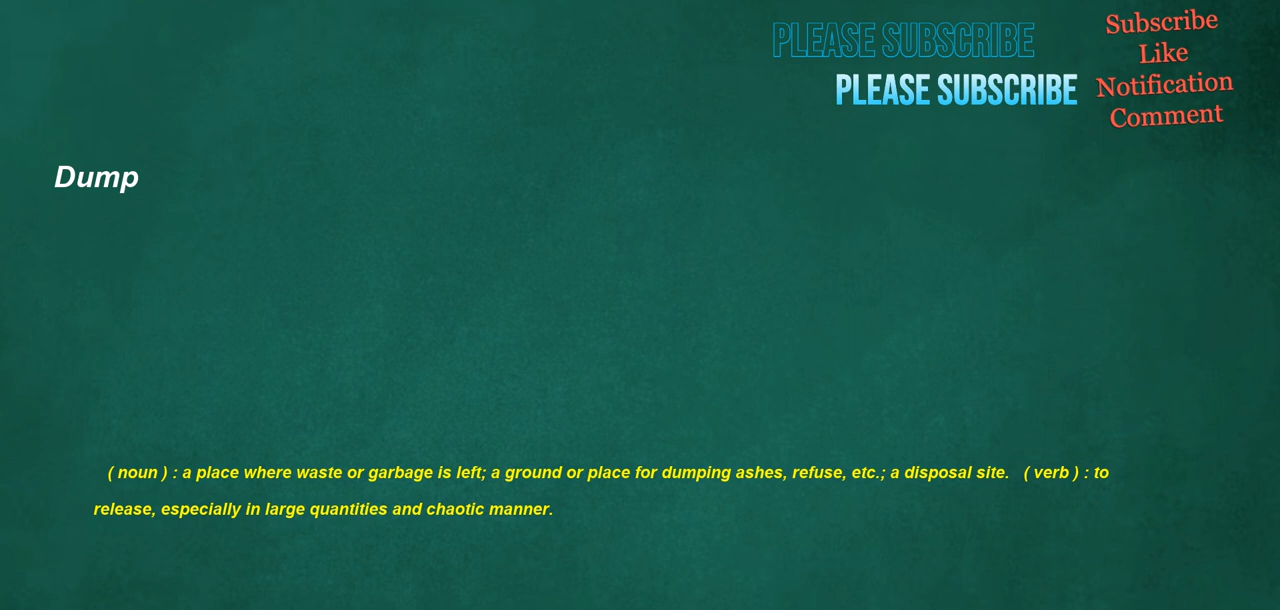 PLEASE SUBSCRIBE
PLEASE SUBSCRIBE
Subscribe
Like
Notification
Comment
Dump
( noun ) : a place where waste or garbage is left; a ground or place for dumping ashes, refuse, etc.; a disposal site. ( verb ) : to
release, especially in large quantities and chaotic manner.